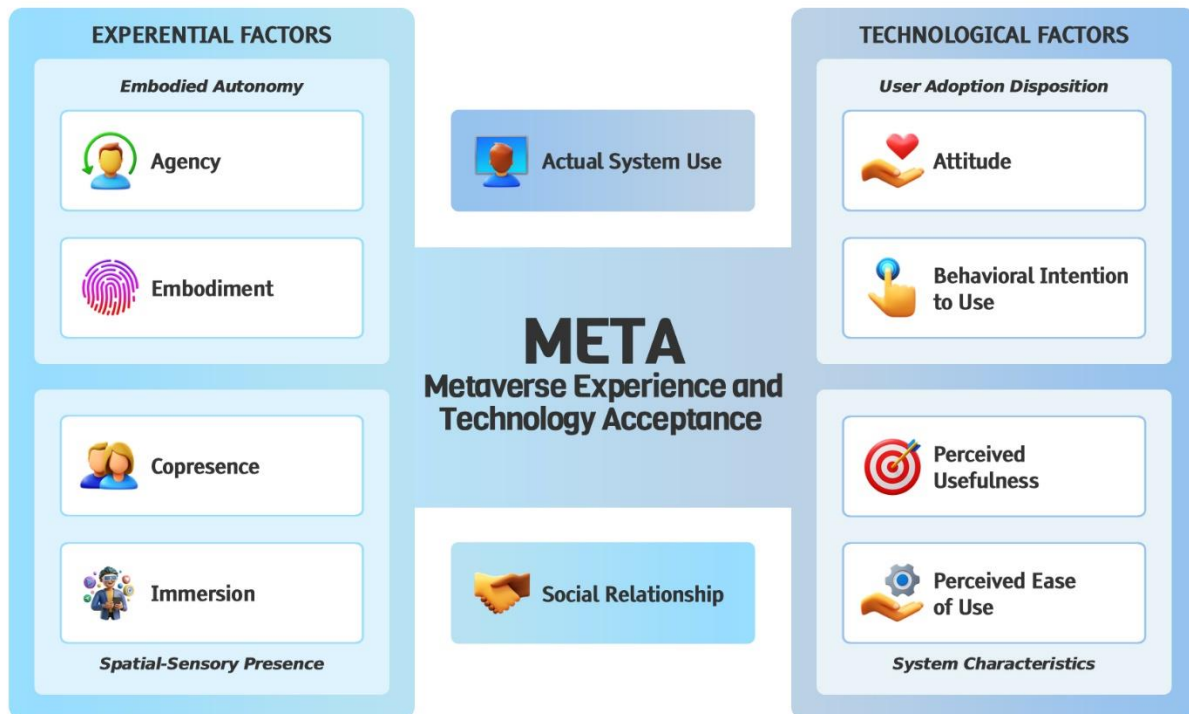 EXPERENTIAL FACTORS
Embodied Autonomy
Agency
Embodiment
Copresence
Immersion
Spatial-Sensory Presence
Actual System Use
META
Metaverse Experience and
Technology Acceptance
Social Relationship
TECHNOLOGICAL FACTORS
User Adoption Disposition
Attitude
Behavioral Intention
to Use
Perceived
Usefulness
Perceived Ease
of Use
System Characteristics